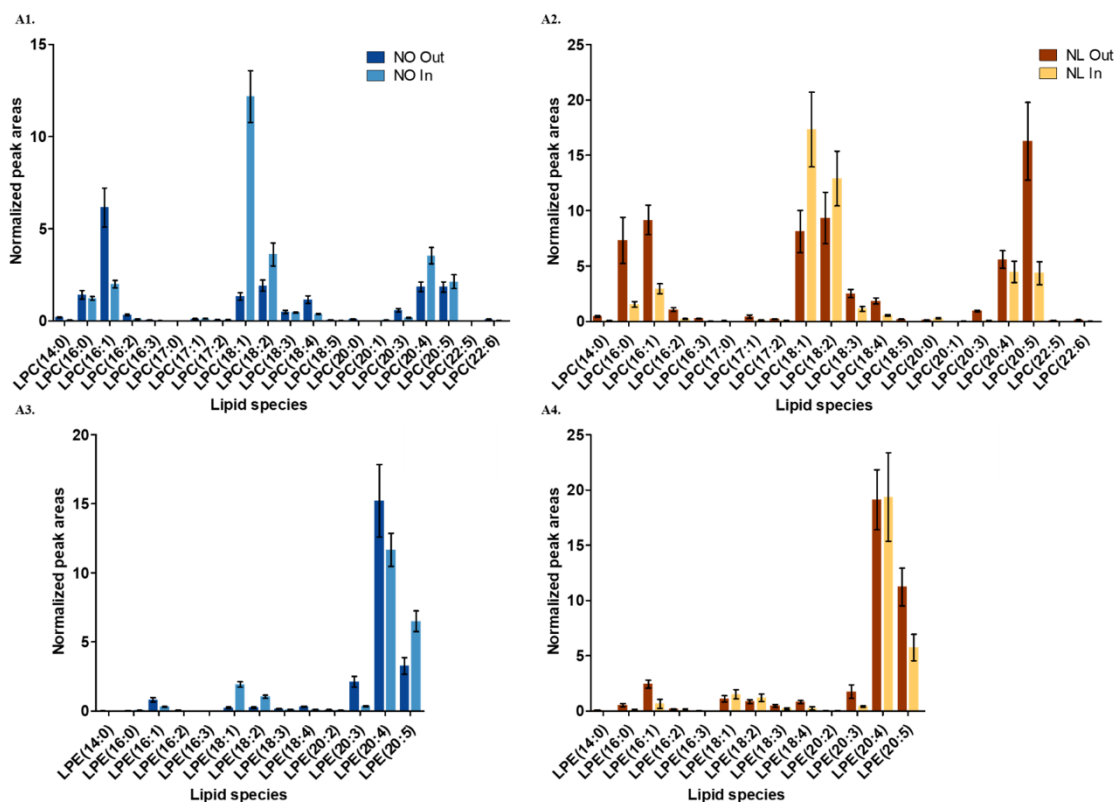 A1.
NO Out
NO In
Normalized peak areas
15
10
5
0
LPC(14:0)
LPC(16:0)
LPC(16:1)
LPC(16:2)
LPC(16:3)
LPC(17:0)
LPC(17:1)
LPC(17:2)
LPC(18:1)
LPC(18:2)
LPC(18:3)
LPC(18:4)
LPC(18:5)
LPC(20:0)
LPC(20:1)
LPC(20:3)
LPC(20:4)
LPC(20:5)
LPC(22:5)
LPC(22:6)
Lipid species
A2.
NL Out
NL In
Normalized peak areas
25
20
15
10
5
0
LPC(14:0)
LPC(16:0)
LPC(16:1)
LPC(16:2)
LPC(16:3)
LPC(17:0)
LPC(17:1)
LPC(17:2)
LPC(18:1)
LPC(18:2)
LPC(18:3)
LPC(18:4)
LPC(18:5)
LPC(20:0)
LPC(20:1)
LPC(20:3)
LPC(20:4)
LPC(20:5)
LPC(22:5)
LPC(22:6)
Lipid species
A3.
Normalized peak areas
20
15
10
5
0
LPE(14:0)
LPE(16:0)
LPE(16:1)
LPE(16:2)
LPE(16:3)
LPE(18:1)
LPE(18:2)
LPE(18:3)
LPE(18:4)
LPE(20:2)
LPE(20:3)
LPE(20:4)
LPE(20:5)
Lipid species
A4.
Normalized peak areas
25
20
15
10
5
0
LPE(14:0)
LPE(16:0)
LPE(16:1)
LPE(16:2)
LPE(16:3)
LPE(18:1)
LPE(18:2)
LPE(18:3)
LPE(18:4)
LPE(20:2)
LPE(20:3)
LPE(20:4)
LPE(20:5)
Lipid species